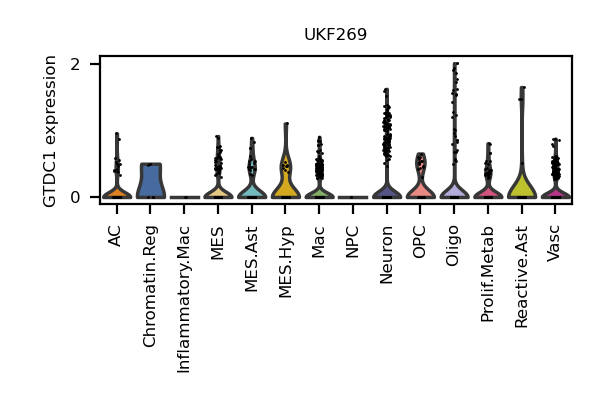 UKF269
GTDC1 expression
2
0
AC
Chromatin.Reg
Inflammatory.Mac
MES
MES.Ast
MES.Hyp
Mac
NPC
Neuron
OPC
Oligo
Prolif.Metab
Reactive.Ast
Vasc